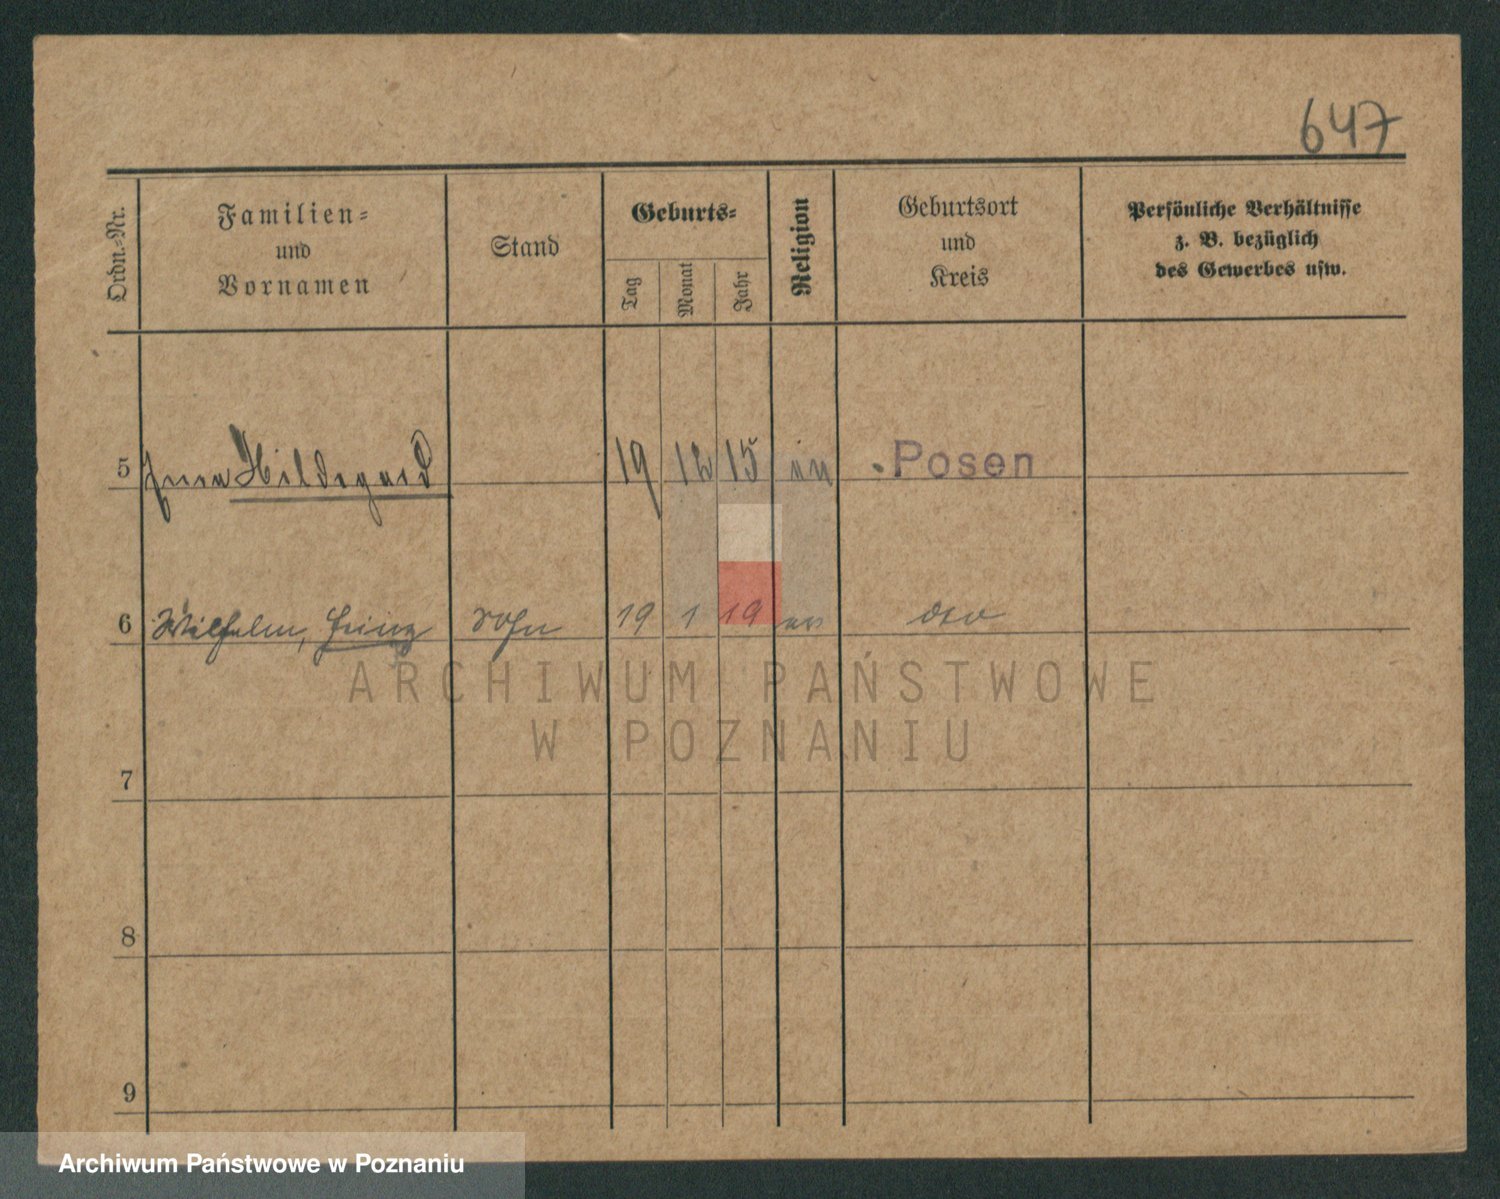 647
Ordn.-Nr.
Familien-
und
Vornamen
Stand
Geburts-
Tag
Monat
Jahr
Religion
Geburtsort
und
Kreis
Persönliche Verhältnisse
z. B. bezüglich
des Gewerbes usw.
5 Hildegard 19 12 15 Posen
6 Wilhelm, Heinz Sohn 19 1 19 dto
7
8
9
ARCHIWUM PAŃSTWOWE
W POZNANIU
Archiwum Państwowe w Poznaniu